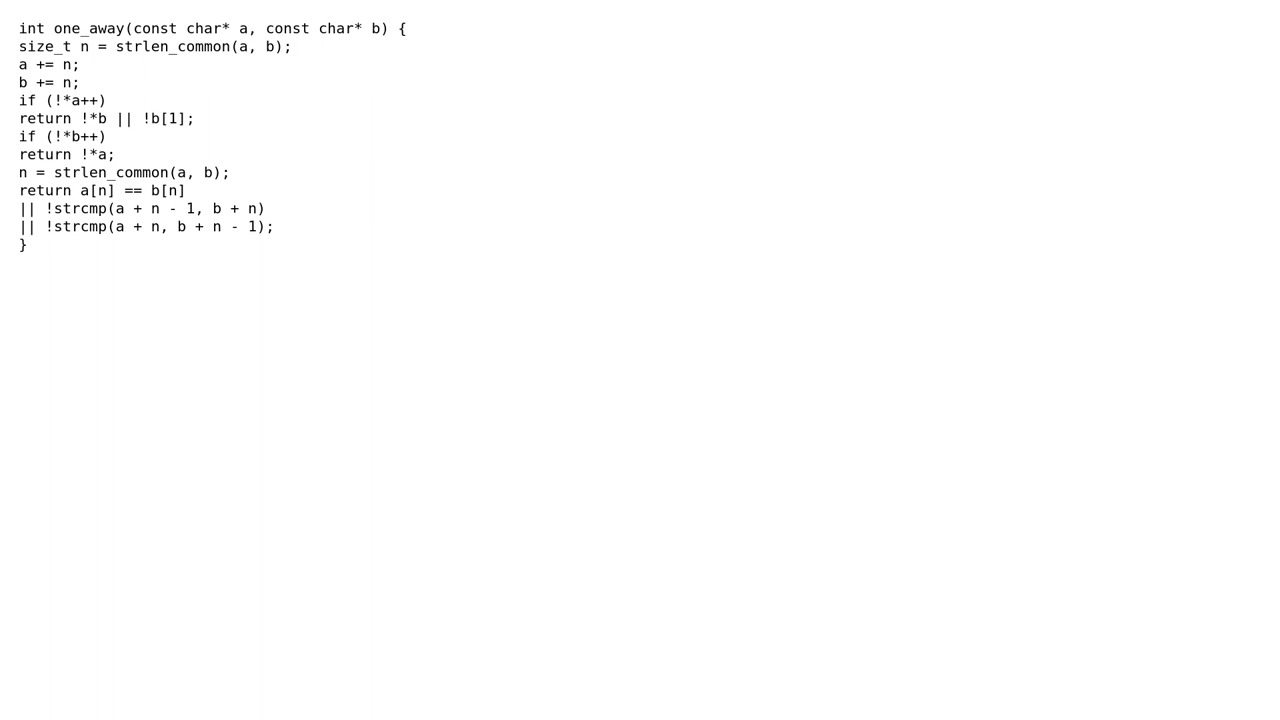 int one_away(const char* a, const char* b) {
size_t n = strlen_common(a, b);
a += n;
b += n;
if (!*a++)
return !*b || !b[1];
if (!*b++)
return !*a;
n = strlen_common(a, b);
return a[n] == b[n]
|| !strcmp(a + n - 1, b + n)
|| !strcmp(a + n, b + n - 1);
}